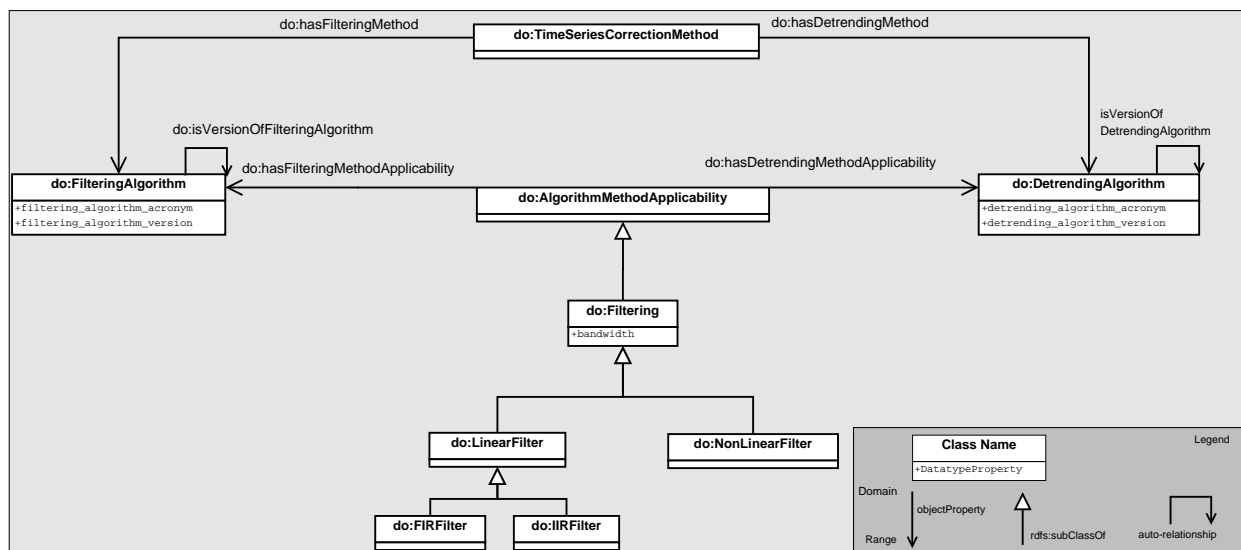 do:hasFilteringMethod
do:hasDetrendingMethod
do:TimeSeriesCorrectionMethod
do:isVersionOfFilteringAlgorithm
isVersionOf
DetrendingAlgorithm
do:hasFilteringMethodApplicability
do:hasDetrendingMethodApplicability
do:FilteringAlgorithm
+filtering_algorithm_acronym
+filtering_algorithm_version
do:AlgorithmMethodApplicability
do:DetrendingAlgorithm
+detrending_algorithm_acronym
+detrending_algorithm_version
do:Filtering
+bandwidth
do:LinearFilter
do:NonLinearFilter
do:FIRFilter
do:IIRFilter
Legend
Class Name
+DatatypeProperty
Domain
objectProperty
Range
rdfs:subClassOf
auto-relationship